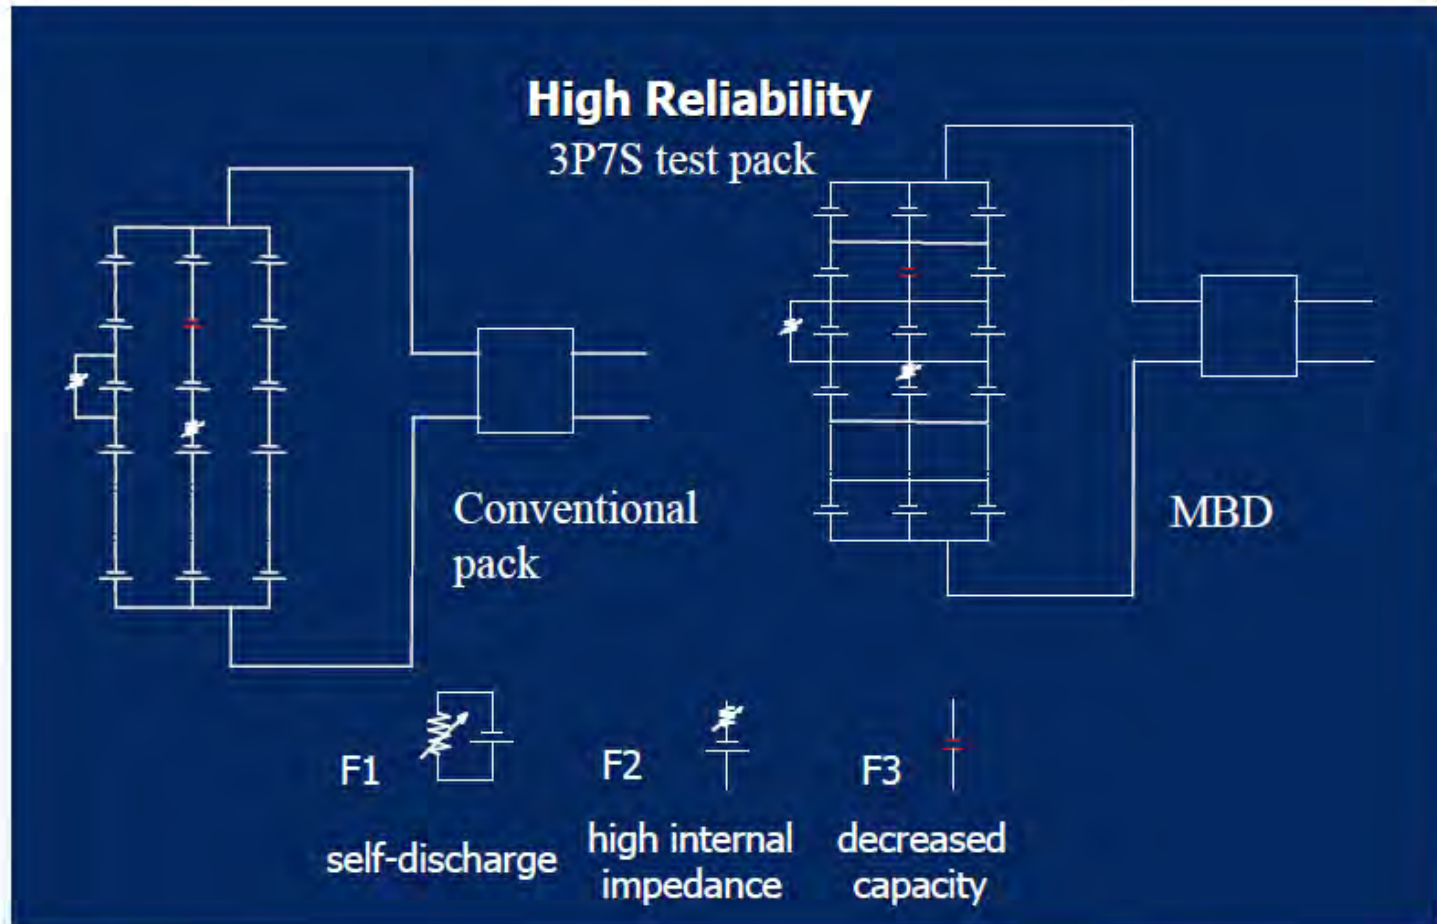 High Reliability
3P7S test pack
Conventional
pack
MBD
F1
self-discharge
F2
high internal
impedance
F3
decreased
capacity